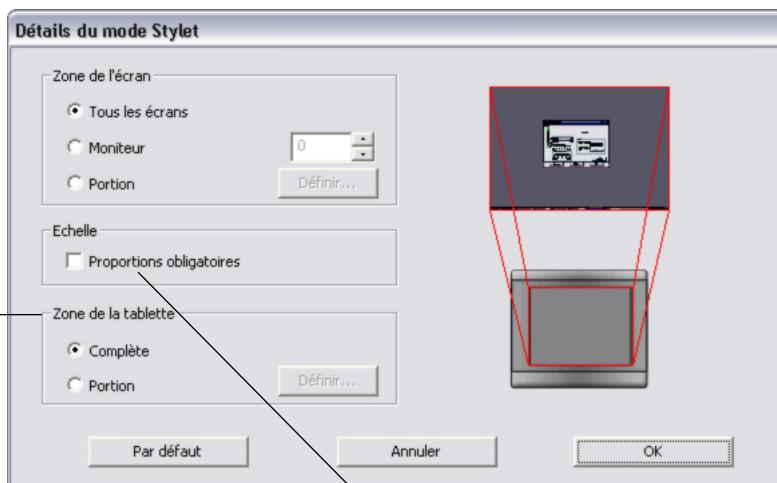 Détails du mode Stylet
Zone de l'écran
Tous les écrans
Moniteur
0
Portion
Définir...
Echelle
Proportions obligatoires
Zone de la tablette
Complète
Portion
Définir...
Par défaut
Annuler
OK